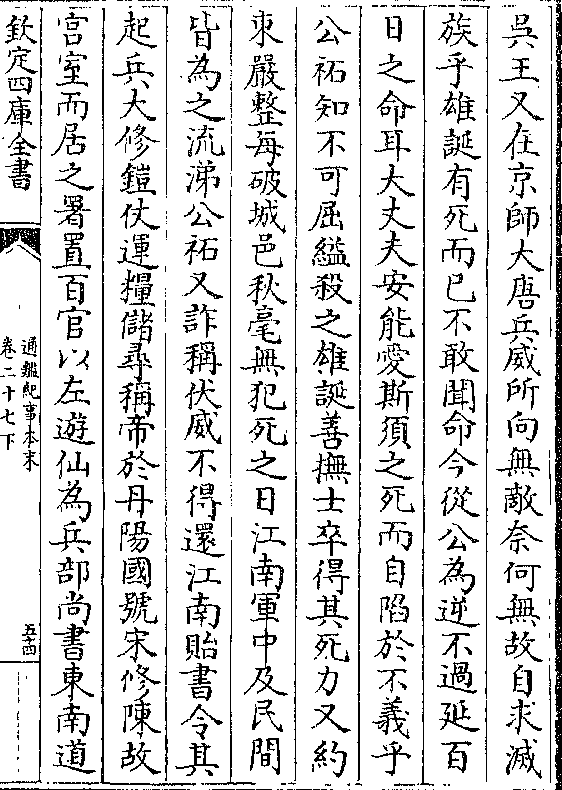 吳王又在京師大唐兵威所向無敵奈何無故自求滅
族乎雄誕有死而已不敢聞命今從公為逆不過延百
日之命耳大丈夫安能愛斯須之死而自陷於不義乎
公祏知不可屈縊殺之雄誕善撫士卒得其死力又約
束嚴整每破城邑秋毫無犯死之日江南軍中及民間
皆為之流涕公祏又詐稱伏威不得還江南貽書令其
起兵大修鎧仗運糧儲尋稱帝於丹陽國號宋修陳故
宫室而居之署置百官以左遊仙為兵部尚書東南道
欽定四庫全書
通鑑紀事本末
卷二十七下
五十四